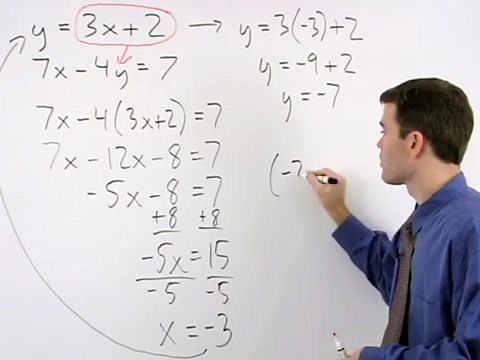 y = 3x + 2
7x - 4y = 7
7x - 4(3x+2) = 7
7x - 12x - 8 = 7
-5x - 8 = 7
+8 +8
-5x = 15
-5 -5
x = -3
y = 3(-3) + 2
y = -9 + 2
y = -7
(-